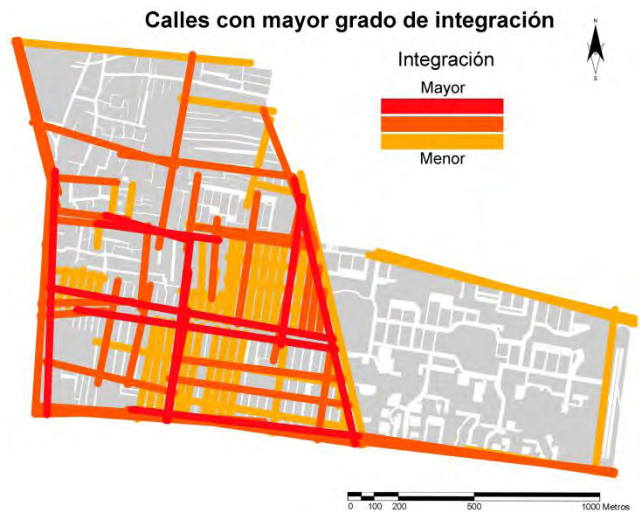 Calles con mayor grado de integración
N
S
Integración
Mayor
Menor
0 100 200 500 1000 Metros